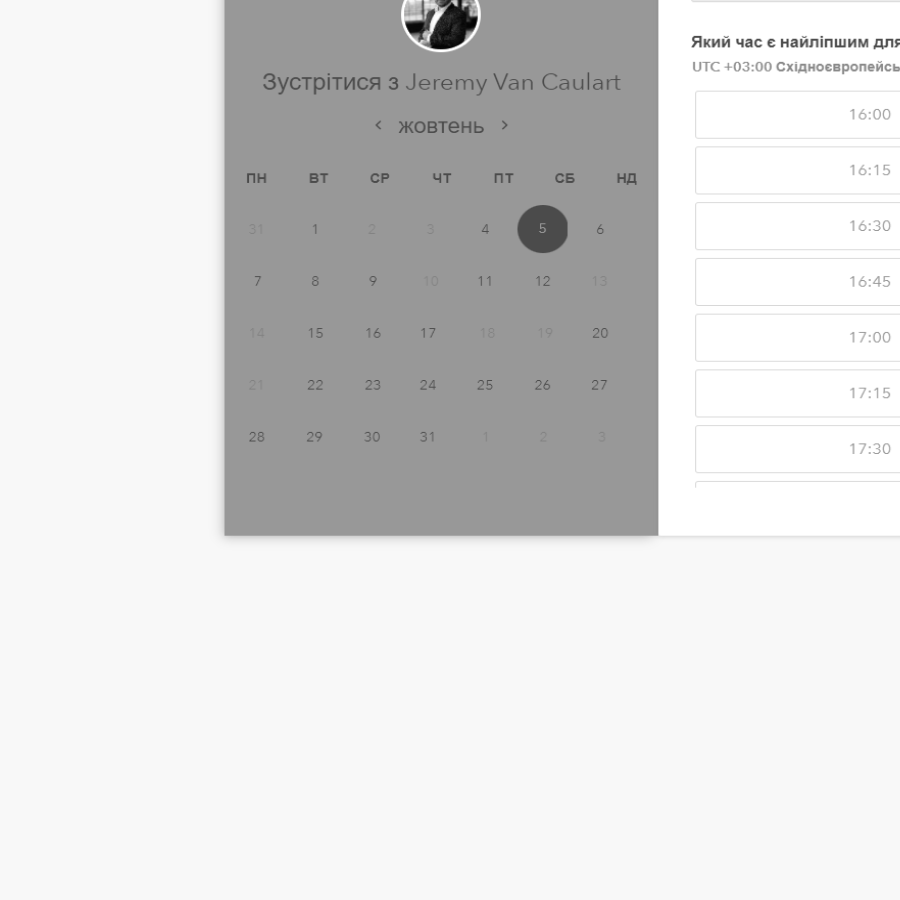 Зустрітися з Jeremy Van Caulart
< жовтень >
ПН ВТ СР ЧТ ПТ СБ НД
31 1 2 3 4 5 6
7 8 9 10 11 12 13
14 15 16 17 18 19 20
21 22 23 24 25 26 27
28 29 30 31 1 2 3
Який час є найліпшим для
UTC +03:00 Східноєвропейсь
16:00
16:15
16:30
16:45
17:00
17:15
17:30